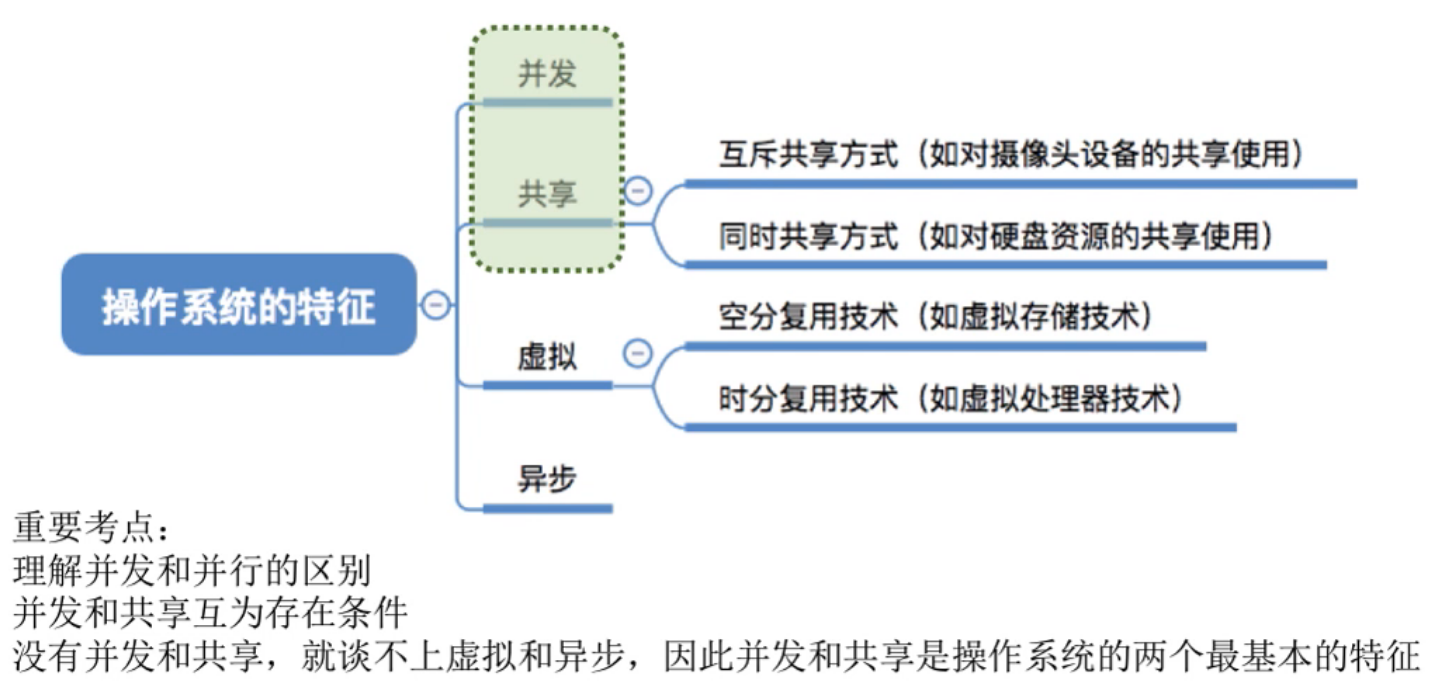 操作系统的特征
并发
共享
互斥共享方式（如对摄像头设备的共享使用）
同时共享方式（如对硬盘资源的共享使用）
虚拟
空分复用技术（如虚拟存储技术）
时分复用技术（如虚拟处理器技术）
异步
重要考点：
理解并发和并行的区别
并发和共享互为存在条件
没有并发和共享，就谈不上虚拟和异步，因此并发和共享是操作系统的两个最基本的特征